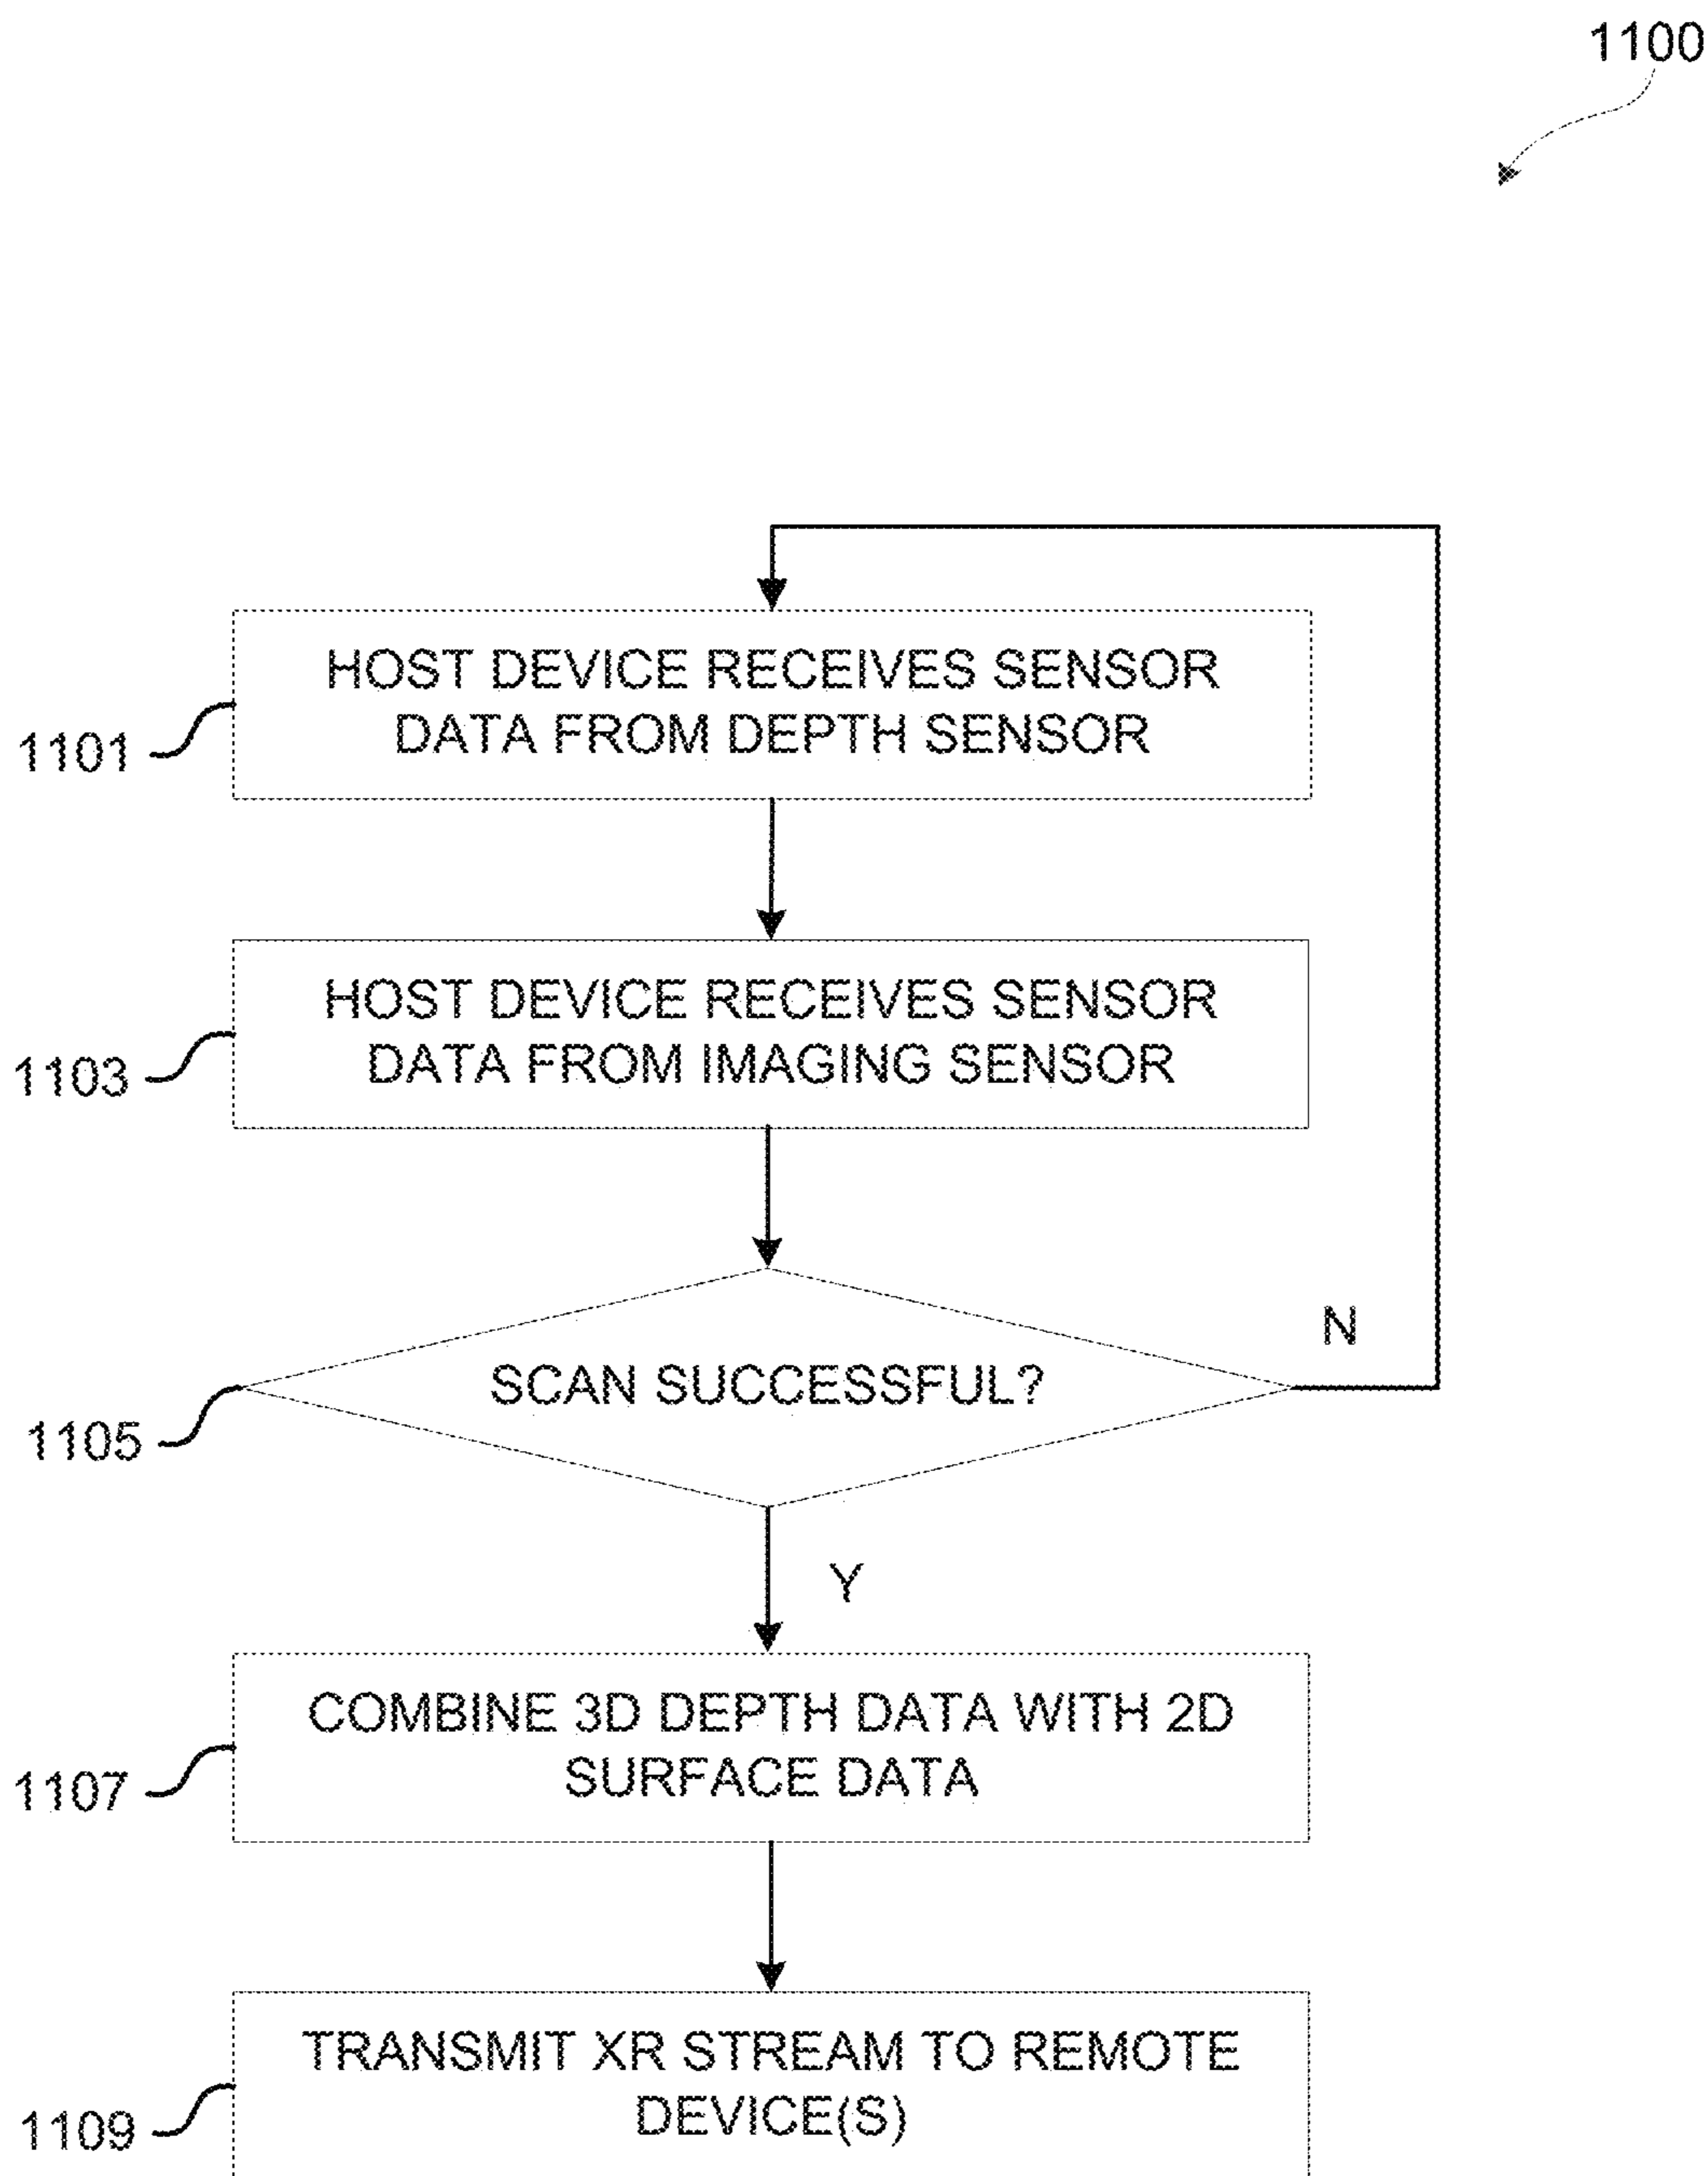 1100
HOST DEVICE RECEIVES SENSOR
DATA FROM DEPTH SENSOR
1101
HOST DEVICE RECEIVES SENSOR
DATA FROM IMAGING SENSOR
1103
N
SCAN SUCCESSFUL?
1105
Y
COMBINE 3D DEPTH DATA WITH 2D
SURFACE DATA
1107
TRANSMIT XR STREAM TO REMOTE
DEVICE(S)
1109